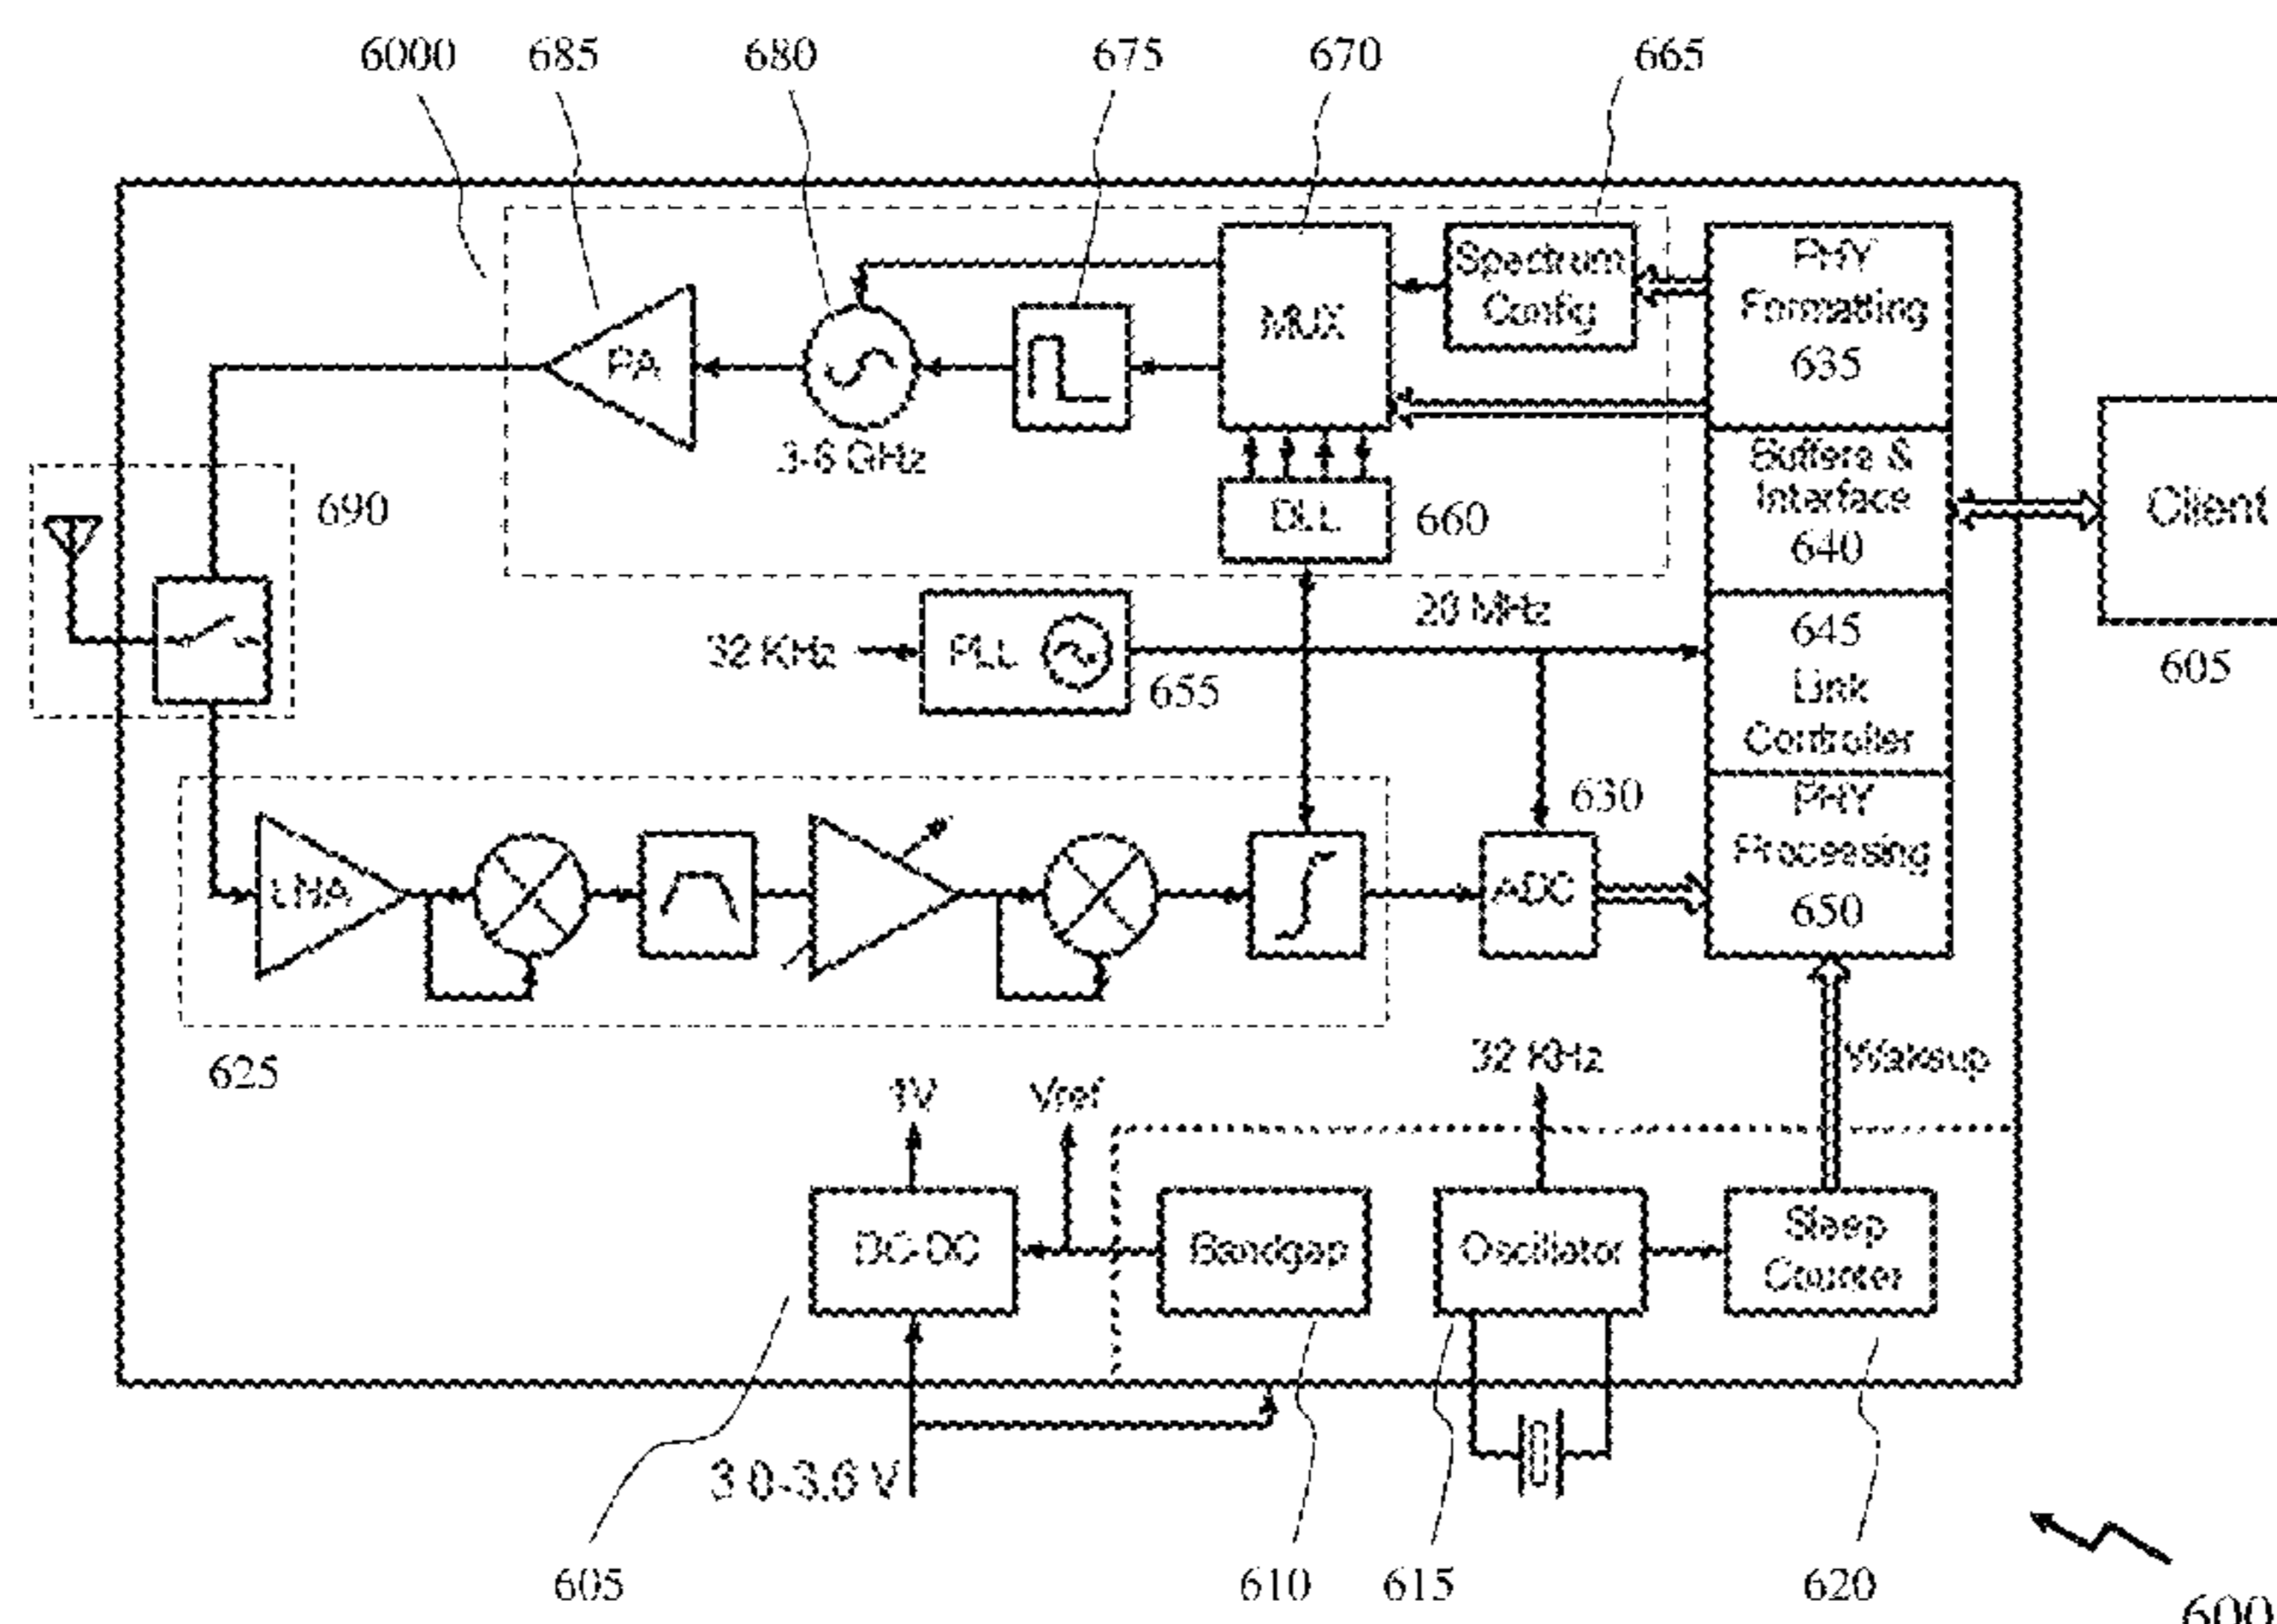 6000 685 680 675 670 665
Spectrum
Config
PHY
Formatting
635
MUX
PA
3-6 GHz
Buffers &
Interface
640
Client
605
690
DLL 660
20 MHz
32 KHz
PLL
655
645
Link
Controller
630
PHY
Processing
650
LNA
ADC
625
1V
Vref
32 KHz
Wakeup
DC-DC
Bandgap
Oscillator
Sleep
Counter
3.0-3.6 V
605 610 615 620
600